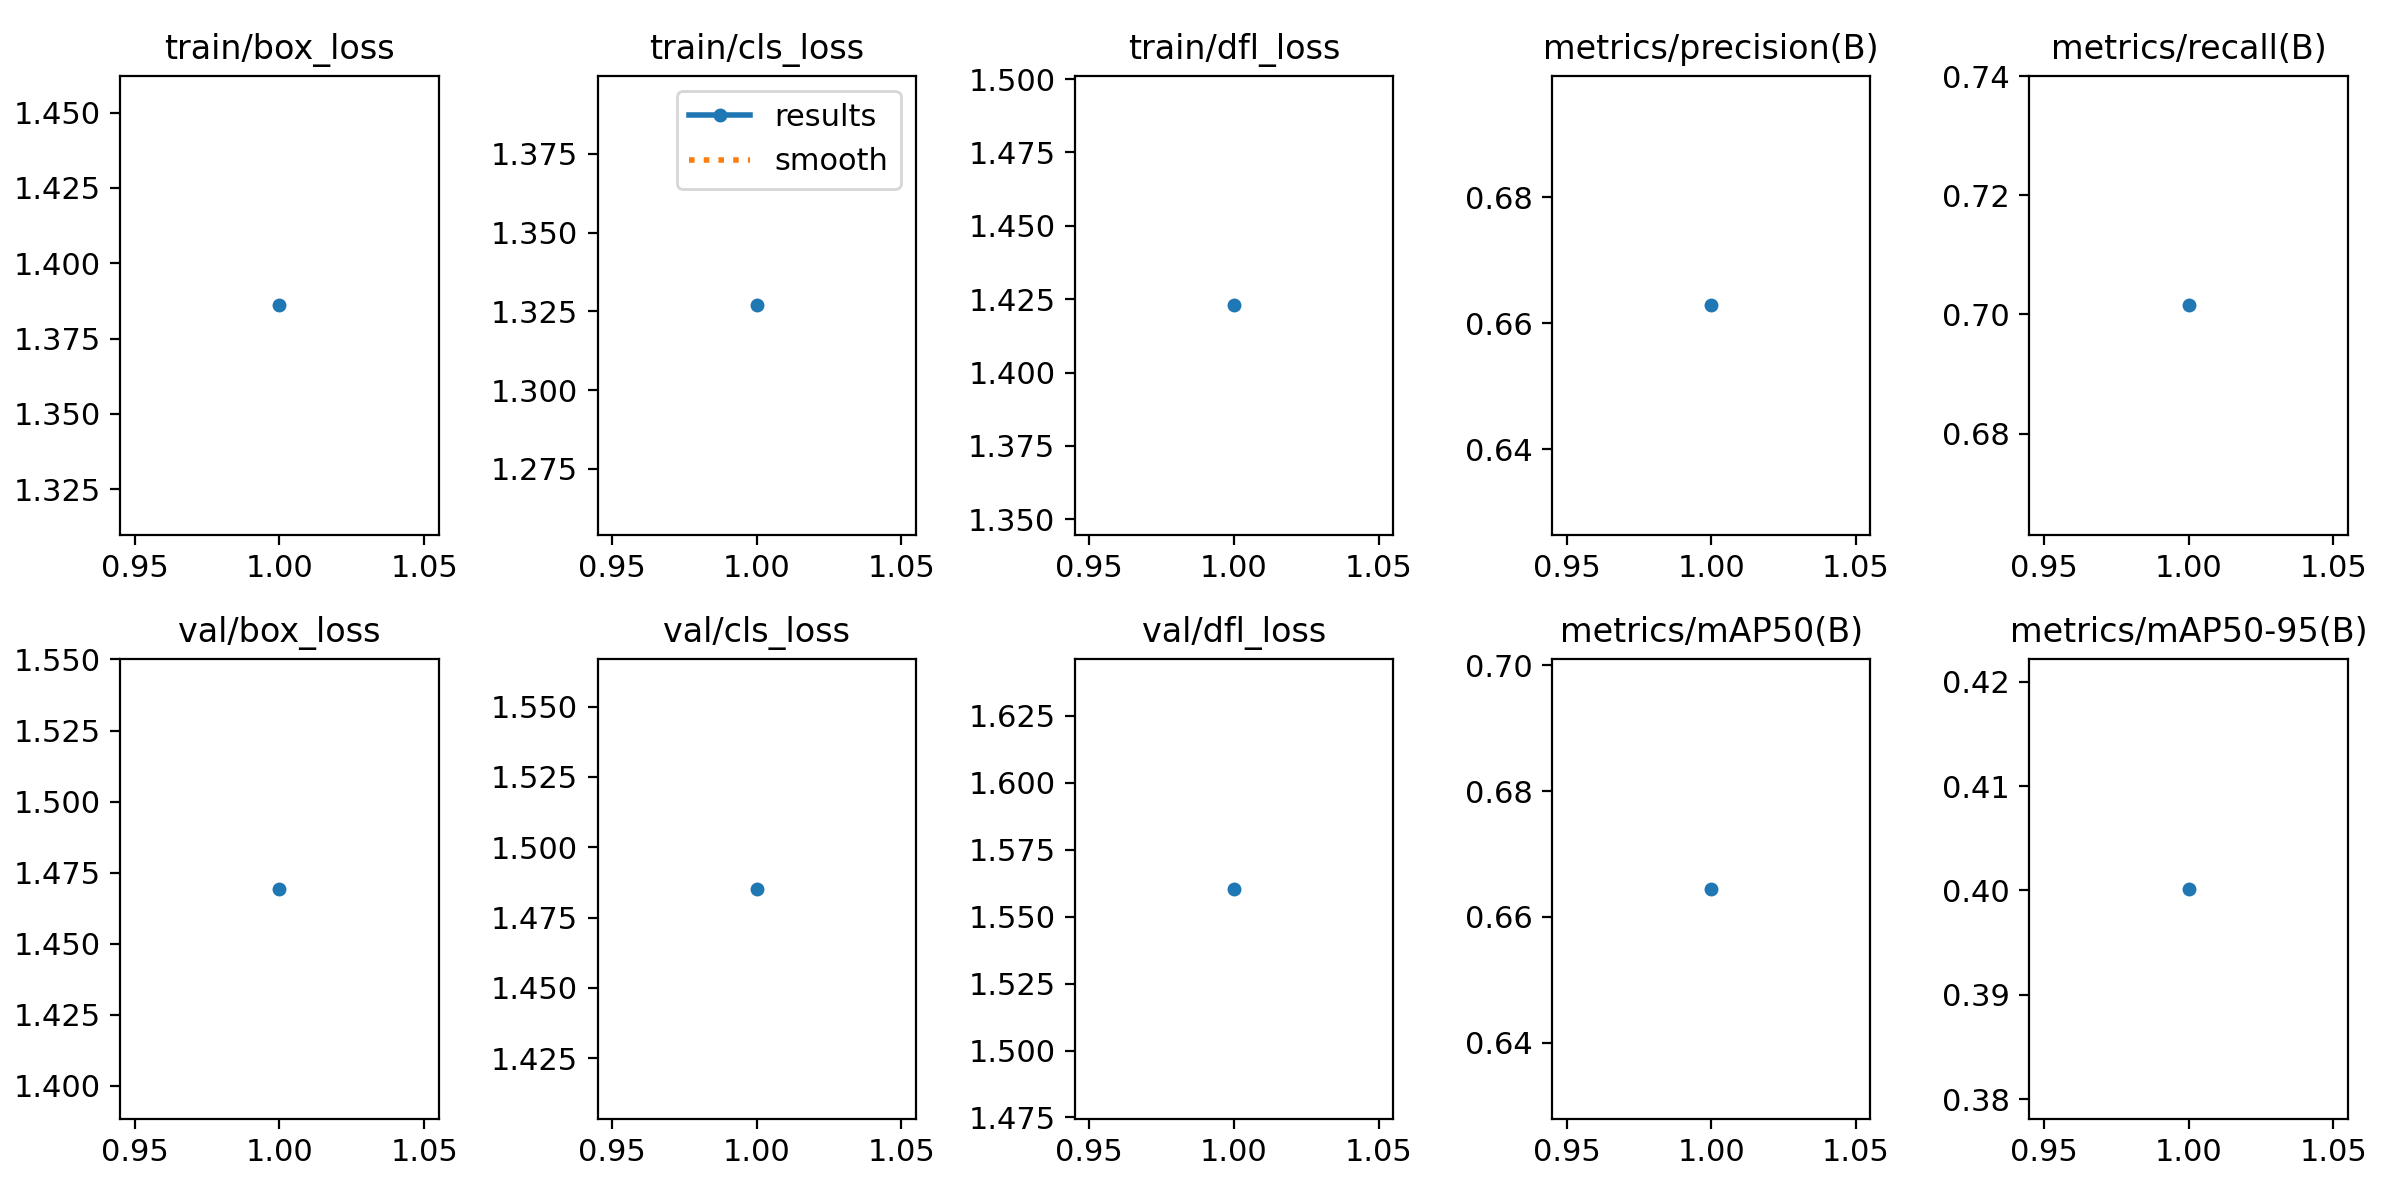 train/box_loss
1.450
1.425
1.400
1.375
1.350
1.325
0.95 1.00 1.05
train/cls_loss
results
smooth
1.375
1.350
1.325
1.300
1.275
0.95 1.00 1.05
train/dfl_loss
1.500
1.475
1.450
1.425
1.400
1.375
1.350
0.95 1.00 1.05
metrics/precision(B)
0.68
0.66
0.64
0.95 1.00 1.05
metrics/recall(B)
0.74
0.72
0.70
0.68
0.95 1.00 1.05
val/box_loss
1.550
1.525
1.500
1.475
1.450
1.425
1.400
0.95 1.00 1.05
val/cls_loss
1.550
1.525
1.500
1.475
1.450
1.425
0.95 1.00 1.05
val/dfl_loss
1.625
1.600
1.575
1.550
1.525
1.500
1.475
0.95 1.00 1.05
metrics/mAP50(B)
0.70
0.68
0.66
0.64
0.95 1.00 1.05
metrics/mAP50-95(B)
0.42
0.41
0.40
0.39
0.38
0.95 1.00 1.05